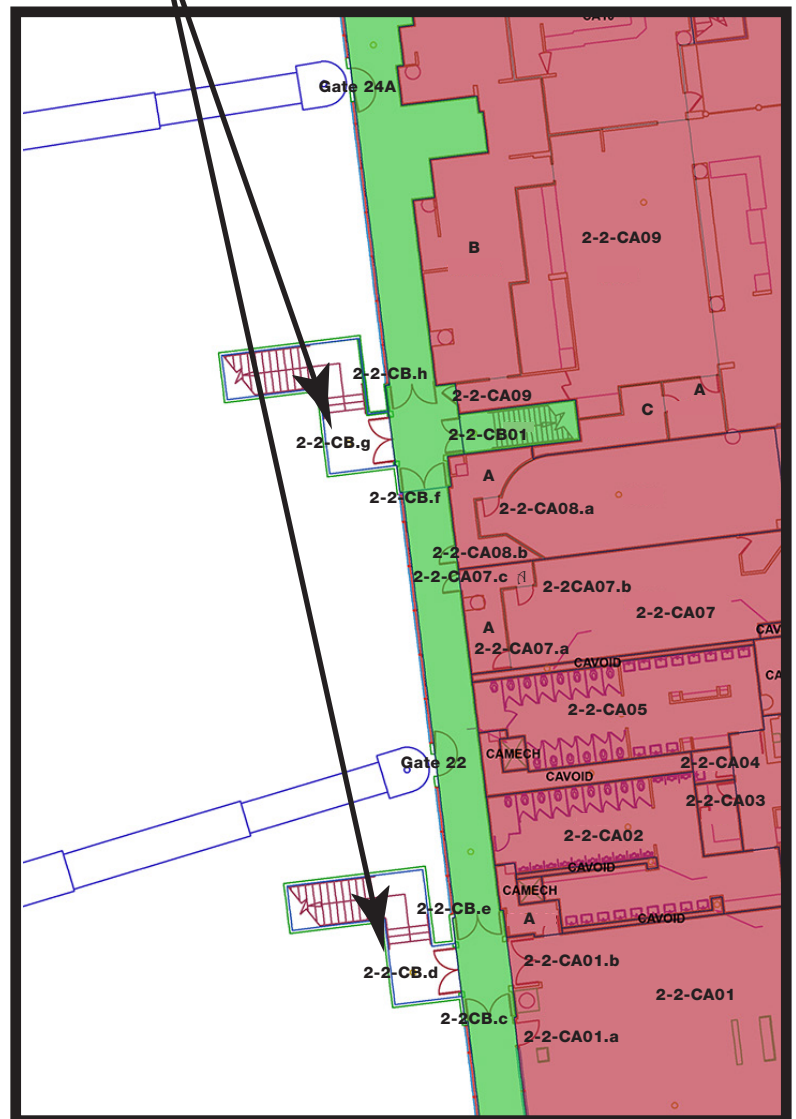 Gate 24A
B
2-2-CA09
2-2-CB.h
2-2-CA09
A
C
2-2-CB.g
2-2-CB01
A
2-2-CB.f
2-2-CA08.a
2-2-CA08.b
2-2-CA07.c
A
2-2CA07.b
2-2-CA07
A
2-2-CA07.a
CAV
CAVOID
CA
2-2-CA05
CAMECH
Gate 22
2-2-CA04
CAVOID
2-2-CA03
2-2-CA02
CAVOID
CAMECH
2-2-CB.e
A
CAVOID
2-2-CA01.b
2-2-CB.d
2-2-CA01
2-2CB.c
2-2-CA01.a